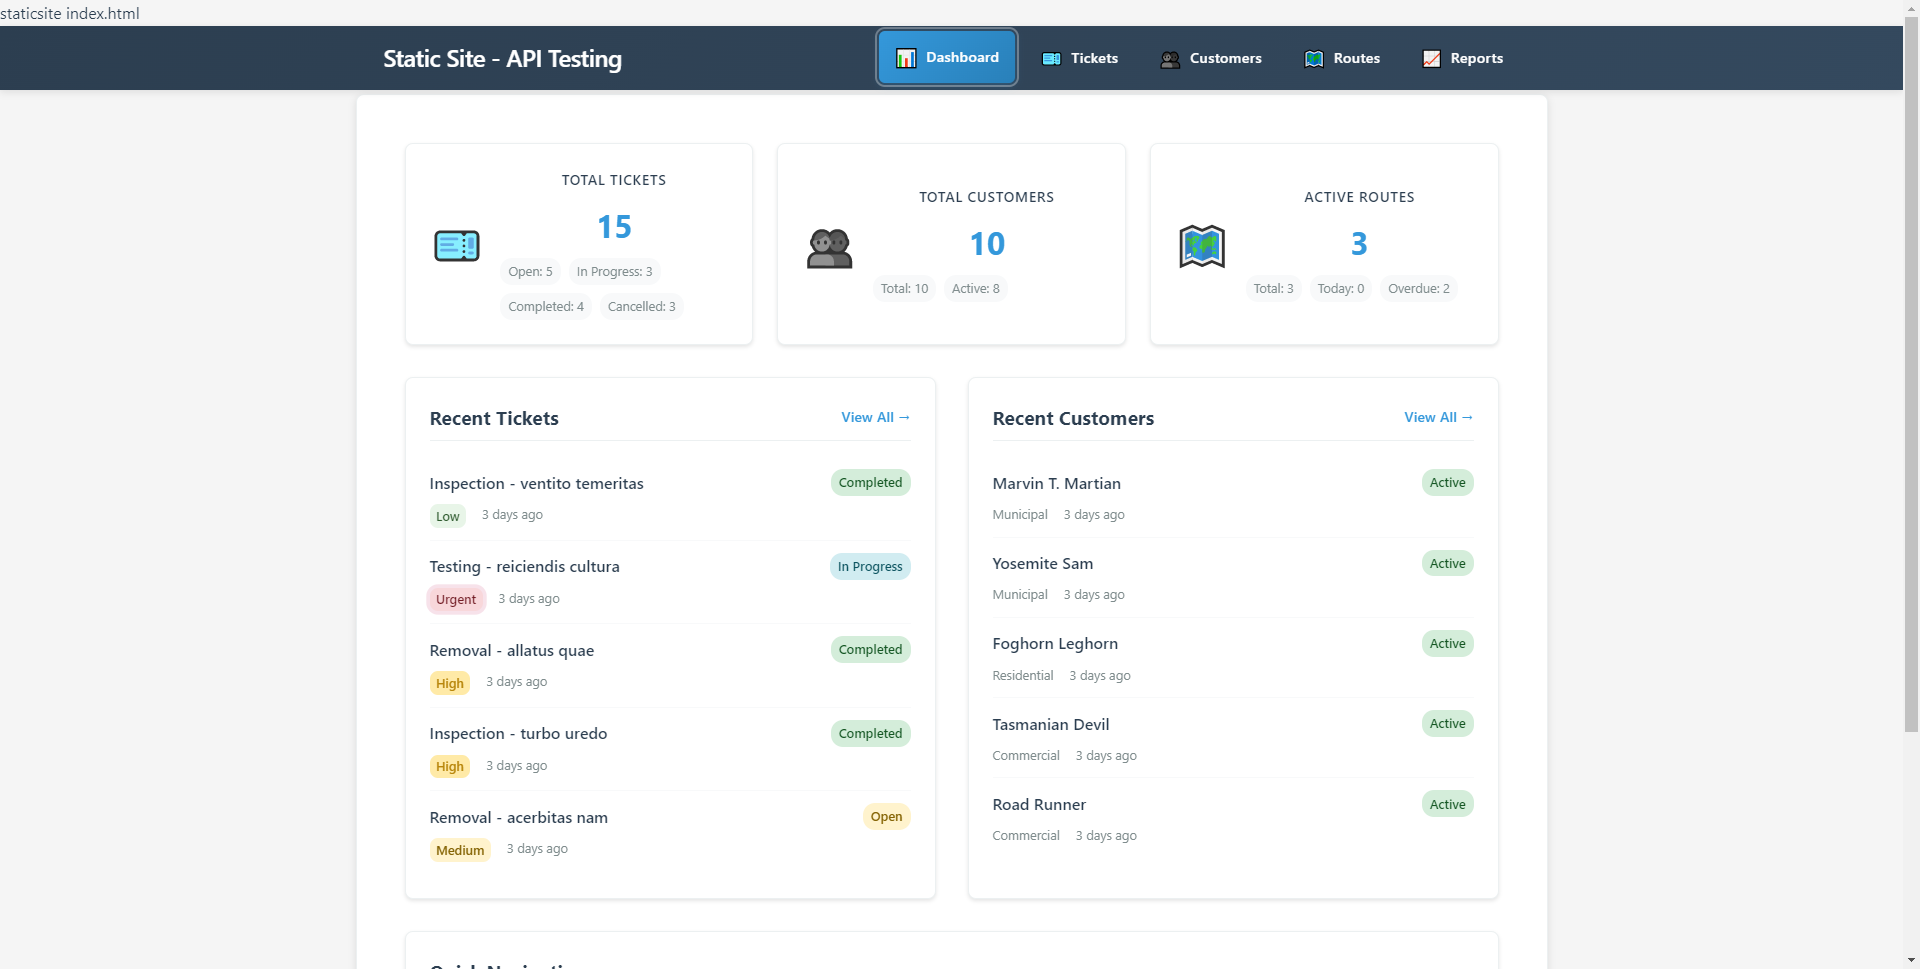 staticsite index.html
Static Site - API Testing
Dashboard
Tickets
Customers
Routes
Reports
TOTAL TICKETS
15
Open: 5
In Progress: 3
Completed: 4
Cancelled: 3
TOTAL CUSTOMERS
10
Total: 10
Active: 8
ACTIVE ROUTES
3
Total: 3
Today: 0
Overdue: 2
Recent Tickets
View All →
Inspection - ventito temeritas
Completed
Low
3 days ago
Testing - reiciendis cultura
In Progress
Urgent
3 days ago
Removal - allatus quae
Completed
High
3 days ago
Inspection - turbo uredo
Completed
High
3 days ago
Removal - acerbitas nam
Open
Medium
3 days ago
Recent Customers
View All →
Marvin T. Martian
Active
Municipal
3 days ago
Yosemite Sam
Active
Municipal
3 days ago
Foghorn Leghorn
Active
Residential
3 days ago
Tasmanian Devil
Active
Commercial
3 days ago
Road Runner
Active
Commercial
3 days ago